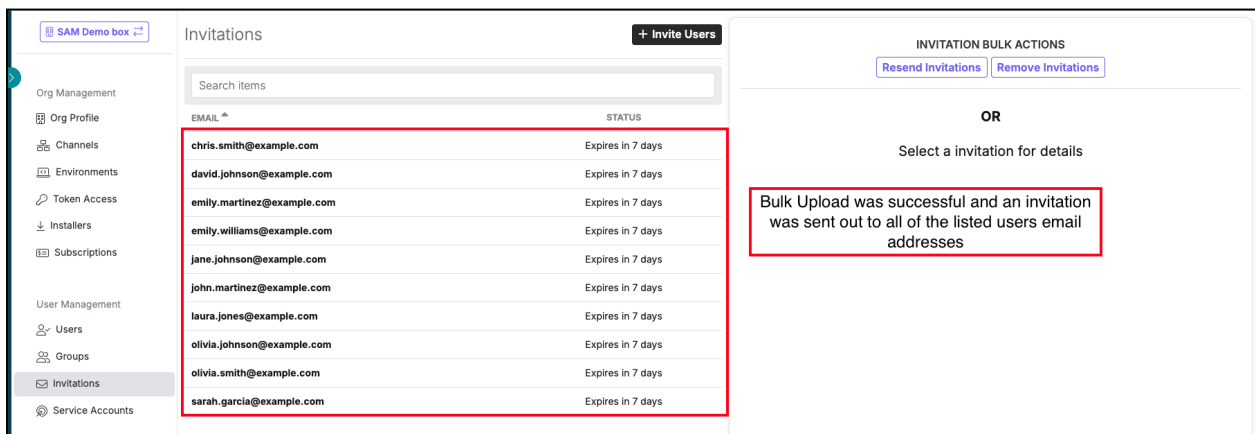 SAM Demo box
Org Management
Org Profile
Channels
Environments
Token Access
Installers
Subscriptions
User Management
Users
Groups
Invitations
Service Accounts
Invitations
+ Invite Users
Search items
EMAIL STATUS
chris.smith@example.com Expires in 7 days
david.johnson@example.com Expires in 7 days
emily.martinez@example.com Expires in 7 days
emily.williams@example.com Expires in 7 days
jane.johnson@example.com Expires in 7 days
john.martinez@example.com Expires in 7 days
laura.jones@example.com Expires in 7 days
olivia.johnson@example.com Expires in 7 days
olivia.smith@example.com Expires in 7 days
sarah.garcia@example.com Expires in 7 days
INVITATION BULK ACTIONS
Resend Invitations Remove Invitations
OR
Select a invitation for details
Bulk Upload was successful and an invitation
was sent out to all of the listed users email
addresses